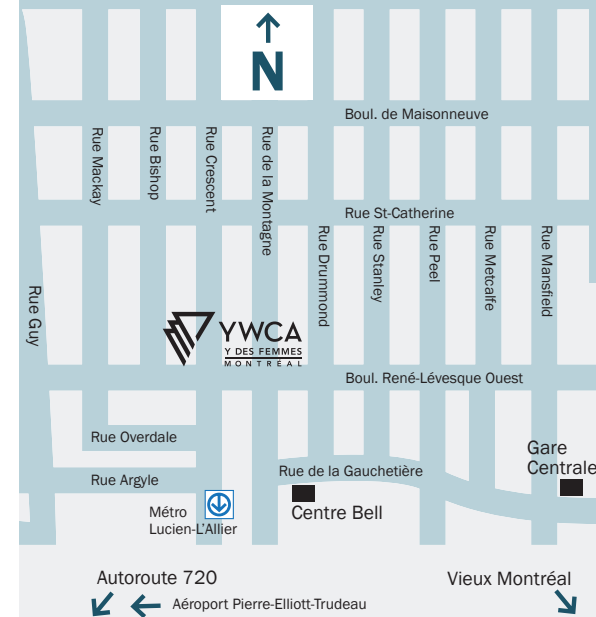 N
Boul. de Maisonneuve
Rue Mackay
Rue Bishop
Rue Crescent
Rue de la Montagne
Rue St-Catherine
Rue Drummond
Rue Stanley
Rue Peel
Rue Metcalfe
Rue Mansfield
Rue Guy
YWCA
Y DES FEMMES
MONTRÉAL
Boul. René-Lévesque Ouest
Rue Overdale
Rue Argyle
Rue de la Gauchetière
Gare
Centrale
Métro
Lucien-L'Allier
Centre Bell
Autoroute 720
Vieux Montréal
Aéroport Pierre-Elliott-Trudeau